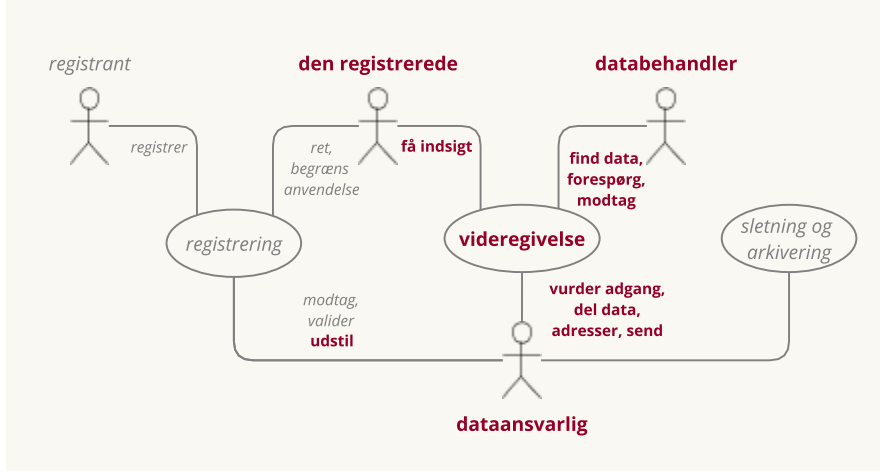 registrant
den registrerede
databehandler
registrer
ret,
begræns
anvendelse
få indsigt
find data,
forespørg,
modtag
registrering
videregivelse
sletning og
arkivering
modtag,
valider
udstil
vurder adgang,
del data,
adresser, send
dataansvarlig